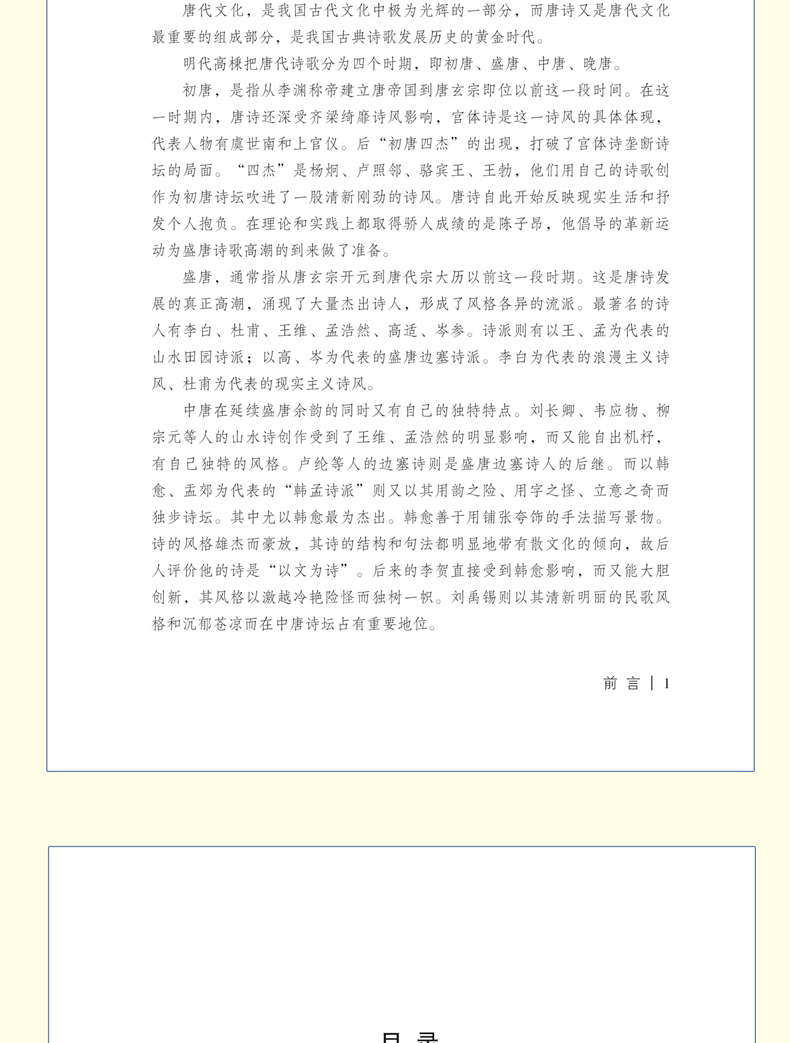 唐代文化，是我国古代文化中极为光辉的一部分，而唐诗又是唐代文化
最重要的组成部分，是我国古典诗歌发展历史的黄金时代。
明代高棅把唐代诗歌分为四个时期，即初唐、盛唐、中唐、晚唐。
初唐，是指从李渊称帝建立唐帝国到唐玄宗即位以前这一段时间。在这
一时期内，唐诗还深受齐梁绮靡诗风影响，宫体诗是这一诗风的具体体现，
代表人物有虞世南和上官仪。后“初唐四杰”的出现，打破了宫体诗垄断诗
坛的局面。“四杰”是杨炯、卢照邻、骆宾王、王勃，他们用自己的诗歌创
作为初唐诗坛吹进了一股清新刚劲的诗风。唐诗自此开始反映现实生活和抒
发个人抱负。在理论和实践上都取得骄人成绩的是陈子昂，他倡导的革新运
动为盛唐诗歌高潮的到来做了准备。
盛唐，通常指从唐玄宗开元到唐代宗大历以前这一段时期。这是唐诗发
展的真正高潮，涌现了大量杰出诗人，形成了风格各异的流派。最著名的诗
人有李白、杜甫、王维、孟浩然、高适、岑参。诗派则有以王、孟为代表的
山水田园诗派；以高、岑为代表的盛唐边塞诗派。李白为代表的浪漫主义诗
风、杜甫为代表的现实主义诗风。
中唐在延续盛唐余韵的同时又有自己的独特特点。刘长卿、韦应物、柳
宗元等人的山水诗创作受到了王维、孟浩然的明显影响，而又能自出机杼，
有自己独特的风格。卢纶等人的边塞诗则是盛唐边塞诗人的后继。而以韩
愈、孟郊为代表的“韩孟诗派”则又以其用韵之险、用字之怪、立意之奇而
独步诗坛。其中尤以韩愈最为杰出。韩愈善于用铺张夸饰的手法描写景物。
诗的风格雄杰而豪放，其诗的结构和句法都明显地带有散文化的倾向，故后
人评价他的诗是“以文为诗”。后来的李贺直接受到韩愈影响，而又能大胆
创新，其风格以激越冷艳险怪而独树一帜。刘禹锡则以其清新明丽的民歌风
格和沉郁苍凉而在中唐诗坛占有重要地位。
前言｜1
目录